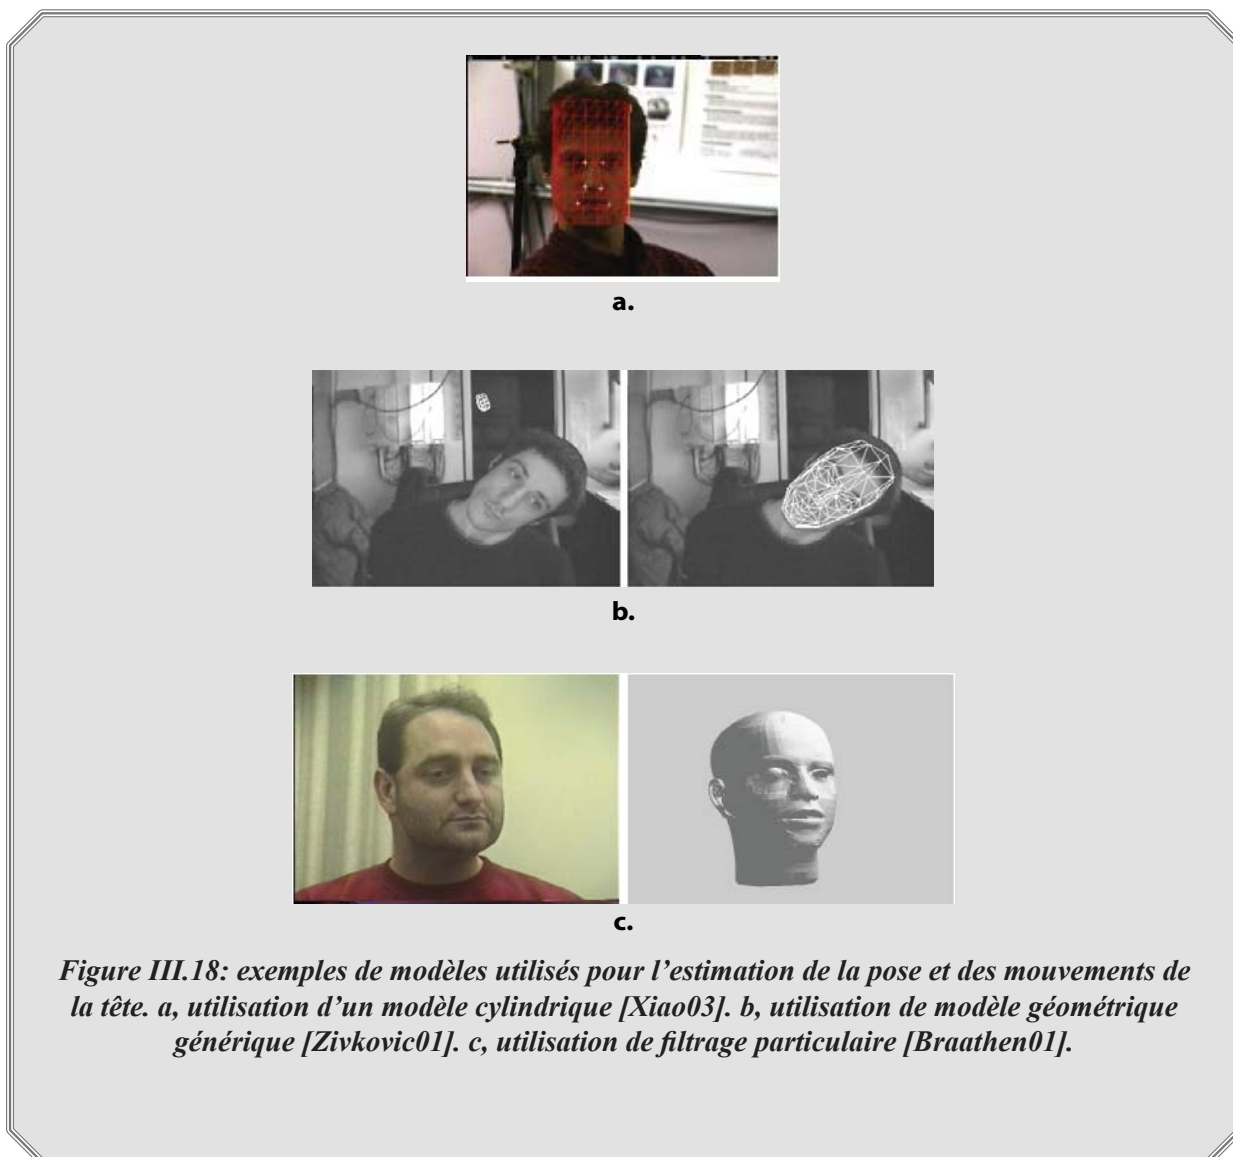 a.
b.
c.
Figure III.18: exemples de modèles utilisés pour l’estimation de la pose et des mouvements de
la tête. a, utilisation d’un modèle cylindrique [Xiao03]. b, utilisation de modèle géométrique
générique [Zivkovic01]. c, utilisation de filtrage particulaire [Braathen01].